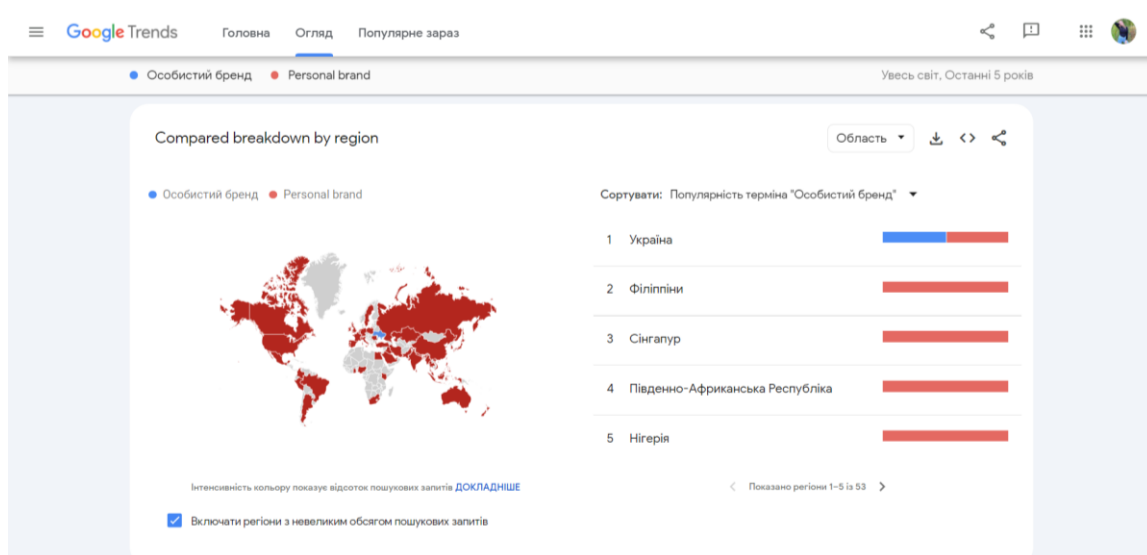 Google Trends Головна Огляд Популярне зараз
Особистий бренд Personal brand Увесь світ, Останні 5 років
Compared breakdown by region Область
Особистий бренд Personal brand Сортувати: Популярність терміна "Особистий бренд"
1 Україна
2 Філіппіни
3 Сінгапур
4 Південно-Африканська Республіка
5 Нігерія
Інтенсивність кольору показує відсоток пошукових запитів ДОКЛАДНІШЕ
Показано регіони 1–5 із 53
Включати регіони з невеликим обсягом пошукових запитів